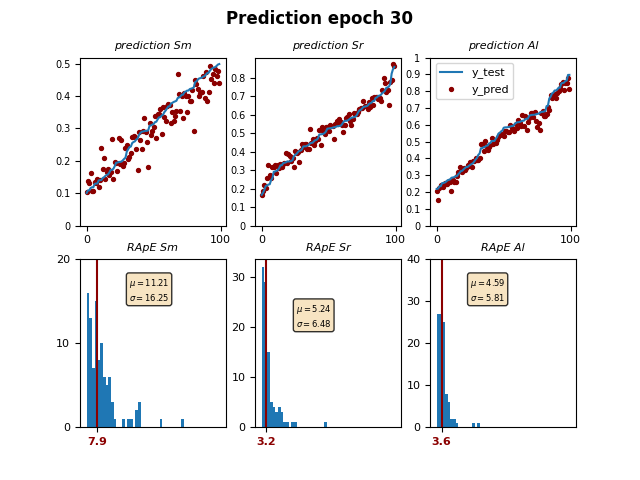 Prediction epoch 30
prediction Sm
prediction Sr
prediction Al
0.5
0.4
0.3
0.2
0.1
0
0 100
0.8
0.7
0.6
0.5
0.4
0.3
0.2
0.1
0
0 100
1
0.9
0.8
0.7
0.6
0.5
0.4
0.3
0.2
0.1
0
0 100
y_test
y_pred
RApE Sm
RApE Sr
RApE Al
20
10
0
μ = 11.21
σ = 16.25
7.9
30
20
10
0
μ = 5.24
σ = 6.48
3.2
40
30
20
10
0
μ = 4.59
σ = 5.81
3.6